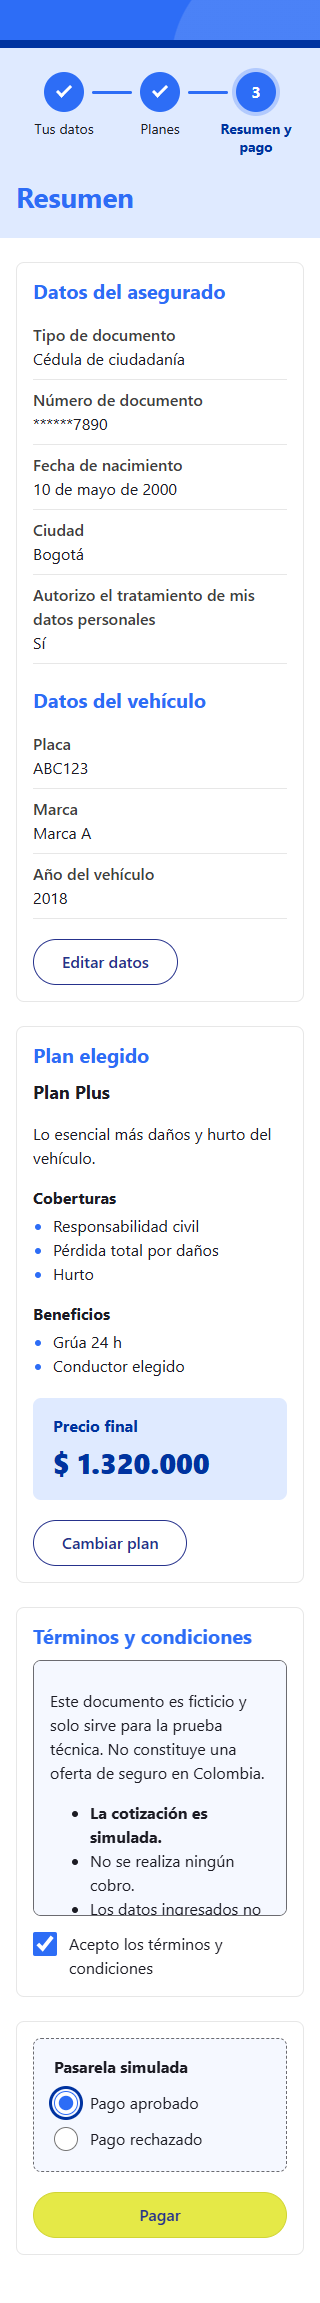 Tus datos
Planes
3
Resumen y
pago
Resumen
Datos del asegurado
Tipo de documento
Cédula de ciudadanía
Número de documento
******7890
Fecha de nacimiento
10 de mayo de 2000
Ciudad
Bogotá
Autorizo el tratamiento de mis
datos personales
Sí
Datos del vehículo
Placa
ABC123
Marca
Marca A
Año del vehículo
2018
Editar datos
Plan elegido
Plan Plus
Lo esencial más daños y hurto del
vehículo.
Coberturas
Responsabilidad civil
Pérdida total por daños
Hurto
Beneficios
Grúa 24 h
Conductor elegido
Precio final
$ 1.320.000
Cambiar plan
Términos y condiciones
Este documento es ficticio y
solo sirve para la prueba
técnica. No constituye una
oferta de seguro en Colombia.
La cotización es
simulada.
No se realiza ningún
cobro.
Los datos ingresados no
Acepto los términos y
condiciones
Pasarela simulada
Pago aprobado
Pago rechazado
Pagar